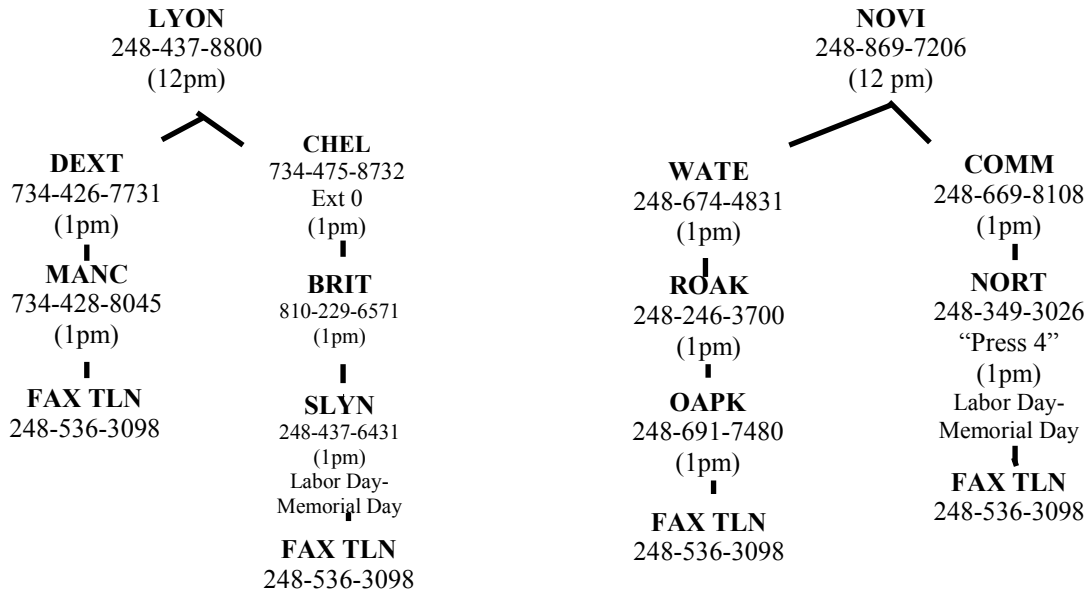 LYON
248-437-8800
(12pm)
DEXT
734-426-7731
(1pm)
MANC
734-428-8045
(1pm)
FAX TLN
248-536-3098
CHEL
734-475-8732
Ext 0
(1pm)
BRIT
810-229-6571
(1pm)
SLYN
248-437-6431
(1pm)
Labor Day-
Memorial Day
FAX TLN
248-536-3098
NOVI
248-869-7206
(12 pm)
WATE
248-674-4831
(1pm)
ROAK
248-246-3700
(1pm)
OAPK
248-691-7480
(1pm)
FAX TLN
248-536-3098
COMM
248-669-8108
(1pm)
NORT
248-349-3026
“Press 4”
(1pm)
Labor Day-
Memorial Day
FAX TLN
248-536-3098